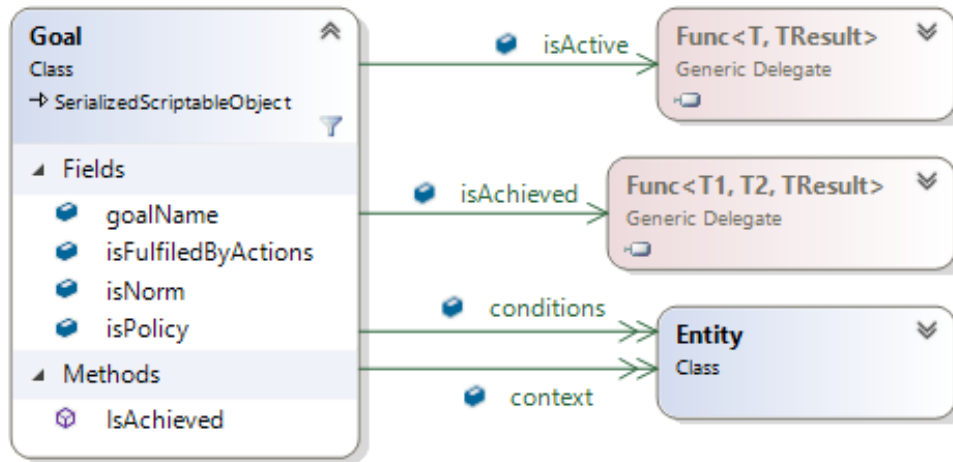 Goal
Class
SerializedScriptableObject
Fields
goalName
isFulfiledByActions
isNorm
isPolicy
Methods
IsAchieved
isActive
Func<T, TResult>
Generic Delegate
isAchieved
Func<T1, T2, TResult>
Generic Delegate
conditions
context
Entity
Class